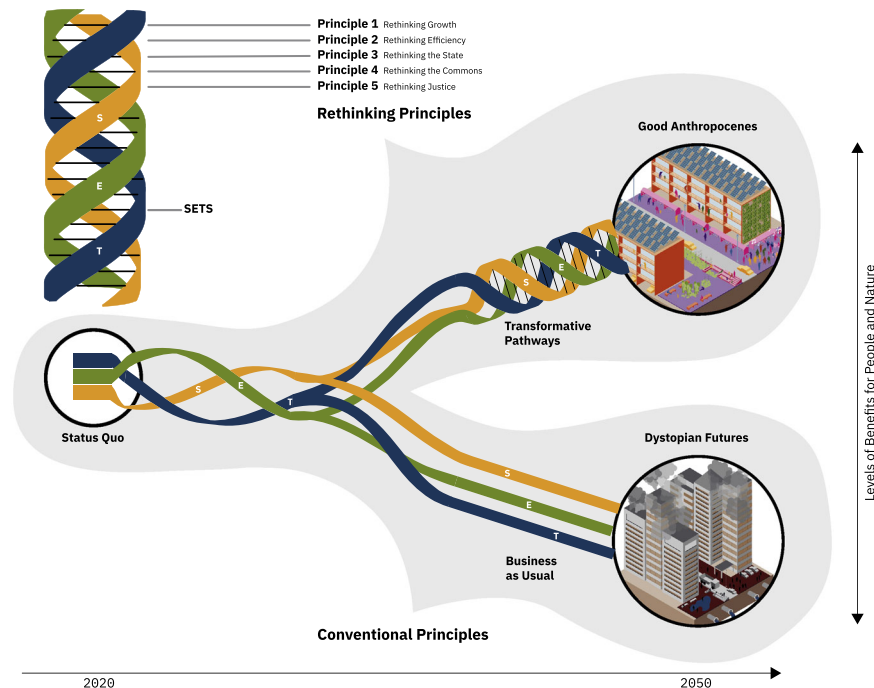 Principle 1 Rethinking Growth
Principle 2 Rethinking Efficiency
Principle 3 Rethinking the State
Principle 4 Rethinking the Commons
Principle 5 Rethinking Justice
Rethinking Principles
S
E
T
SETS
Good Anthropocenes
S
E
T
Transformative
Pathways
Status Quo
S
E
T
Dystopian Futures
S
E
T
Business
as Usual
Conventional Principles
Levels of Benefits for People and Nature
2020
2050